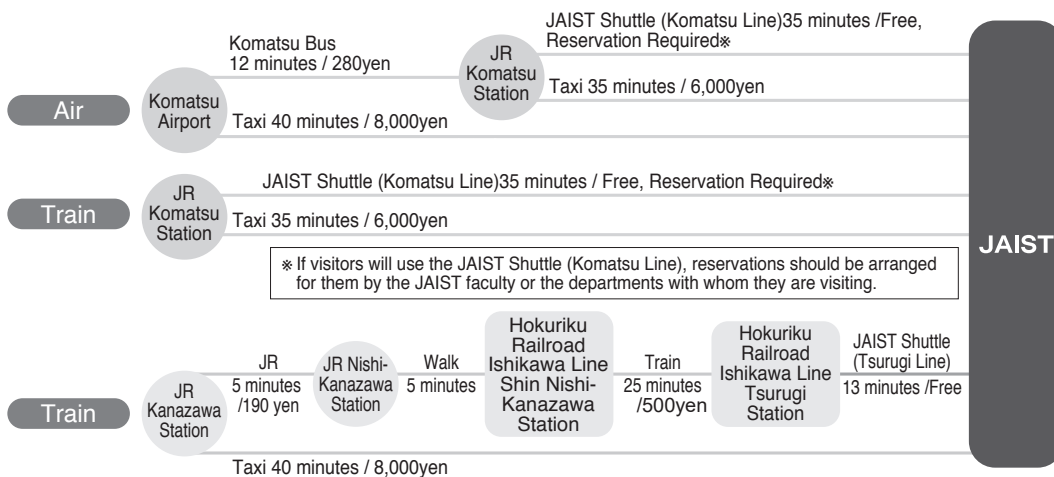 Air
Komatsu
Airport
Komatsu Bus
12 minutes / 280yen
JR
Komatsu
Station
JAIST Shuttle (Komatsu Line)35 minutes /Free,
Reservation Required※
Taxi 35 minutes / 6,000yen
Taxi 40 minutes / 8,000yen
Train
JR
Komatsu
Station
JAIST Shuttle (Komatsu Line)35 minutes / Free, Reservation Required※
Taxi 35 minutes / 6,000yen
JAIST
※ If visitors will use the JAIST Shuttle (Komatsu Line), reservations should be arranged
for them by the JAIST faculty or the departments with whom they are visiting.
Train
JR
Kanazawa
Station
JR
5 minutes
/190 yen
JR Nishi-
Kanazawa
Station
Walk
5 minutes
Hokuriku
Railroad
Ishikawa Line
Shin Nishi-
Kanazawa
Station
Train
25 minutes
/500yen
Hokuriku
Railroad
Ishikawa Line
Tsurugi
Station
JAIST Shuttle
(Tsurugi Line)
13 minutes /Free
Taxi 40 minutes / 8,000yen